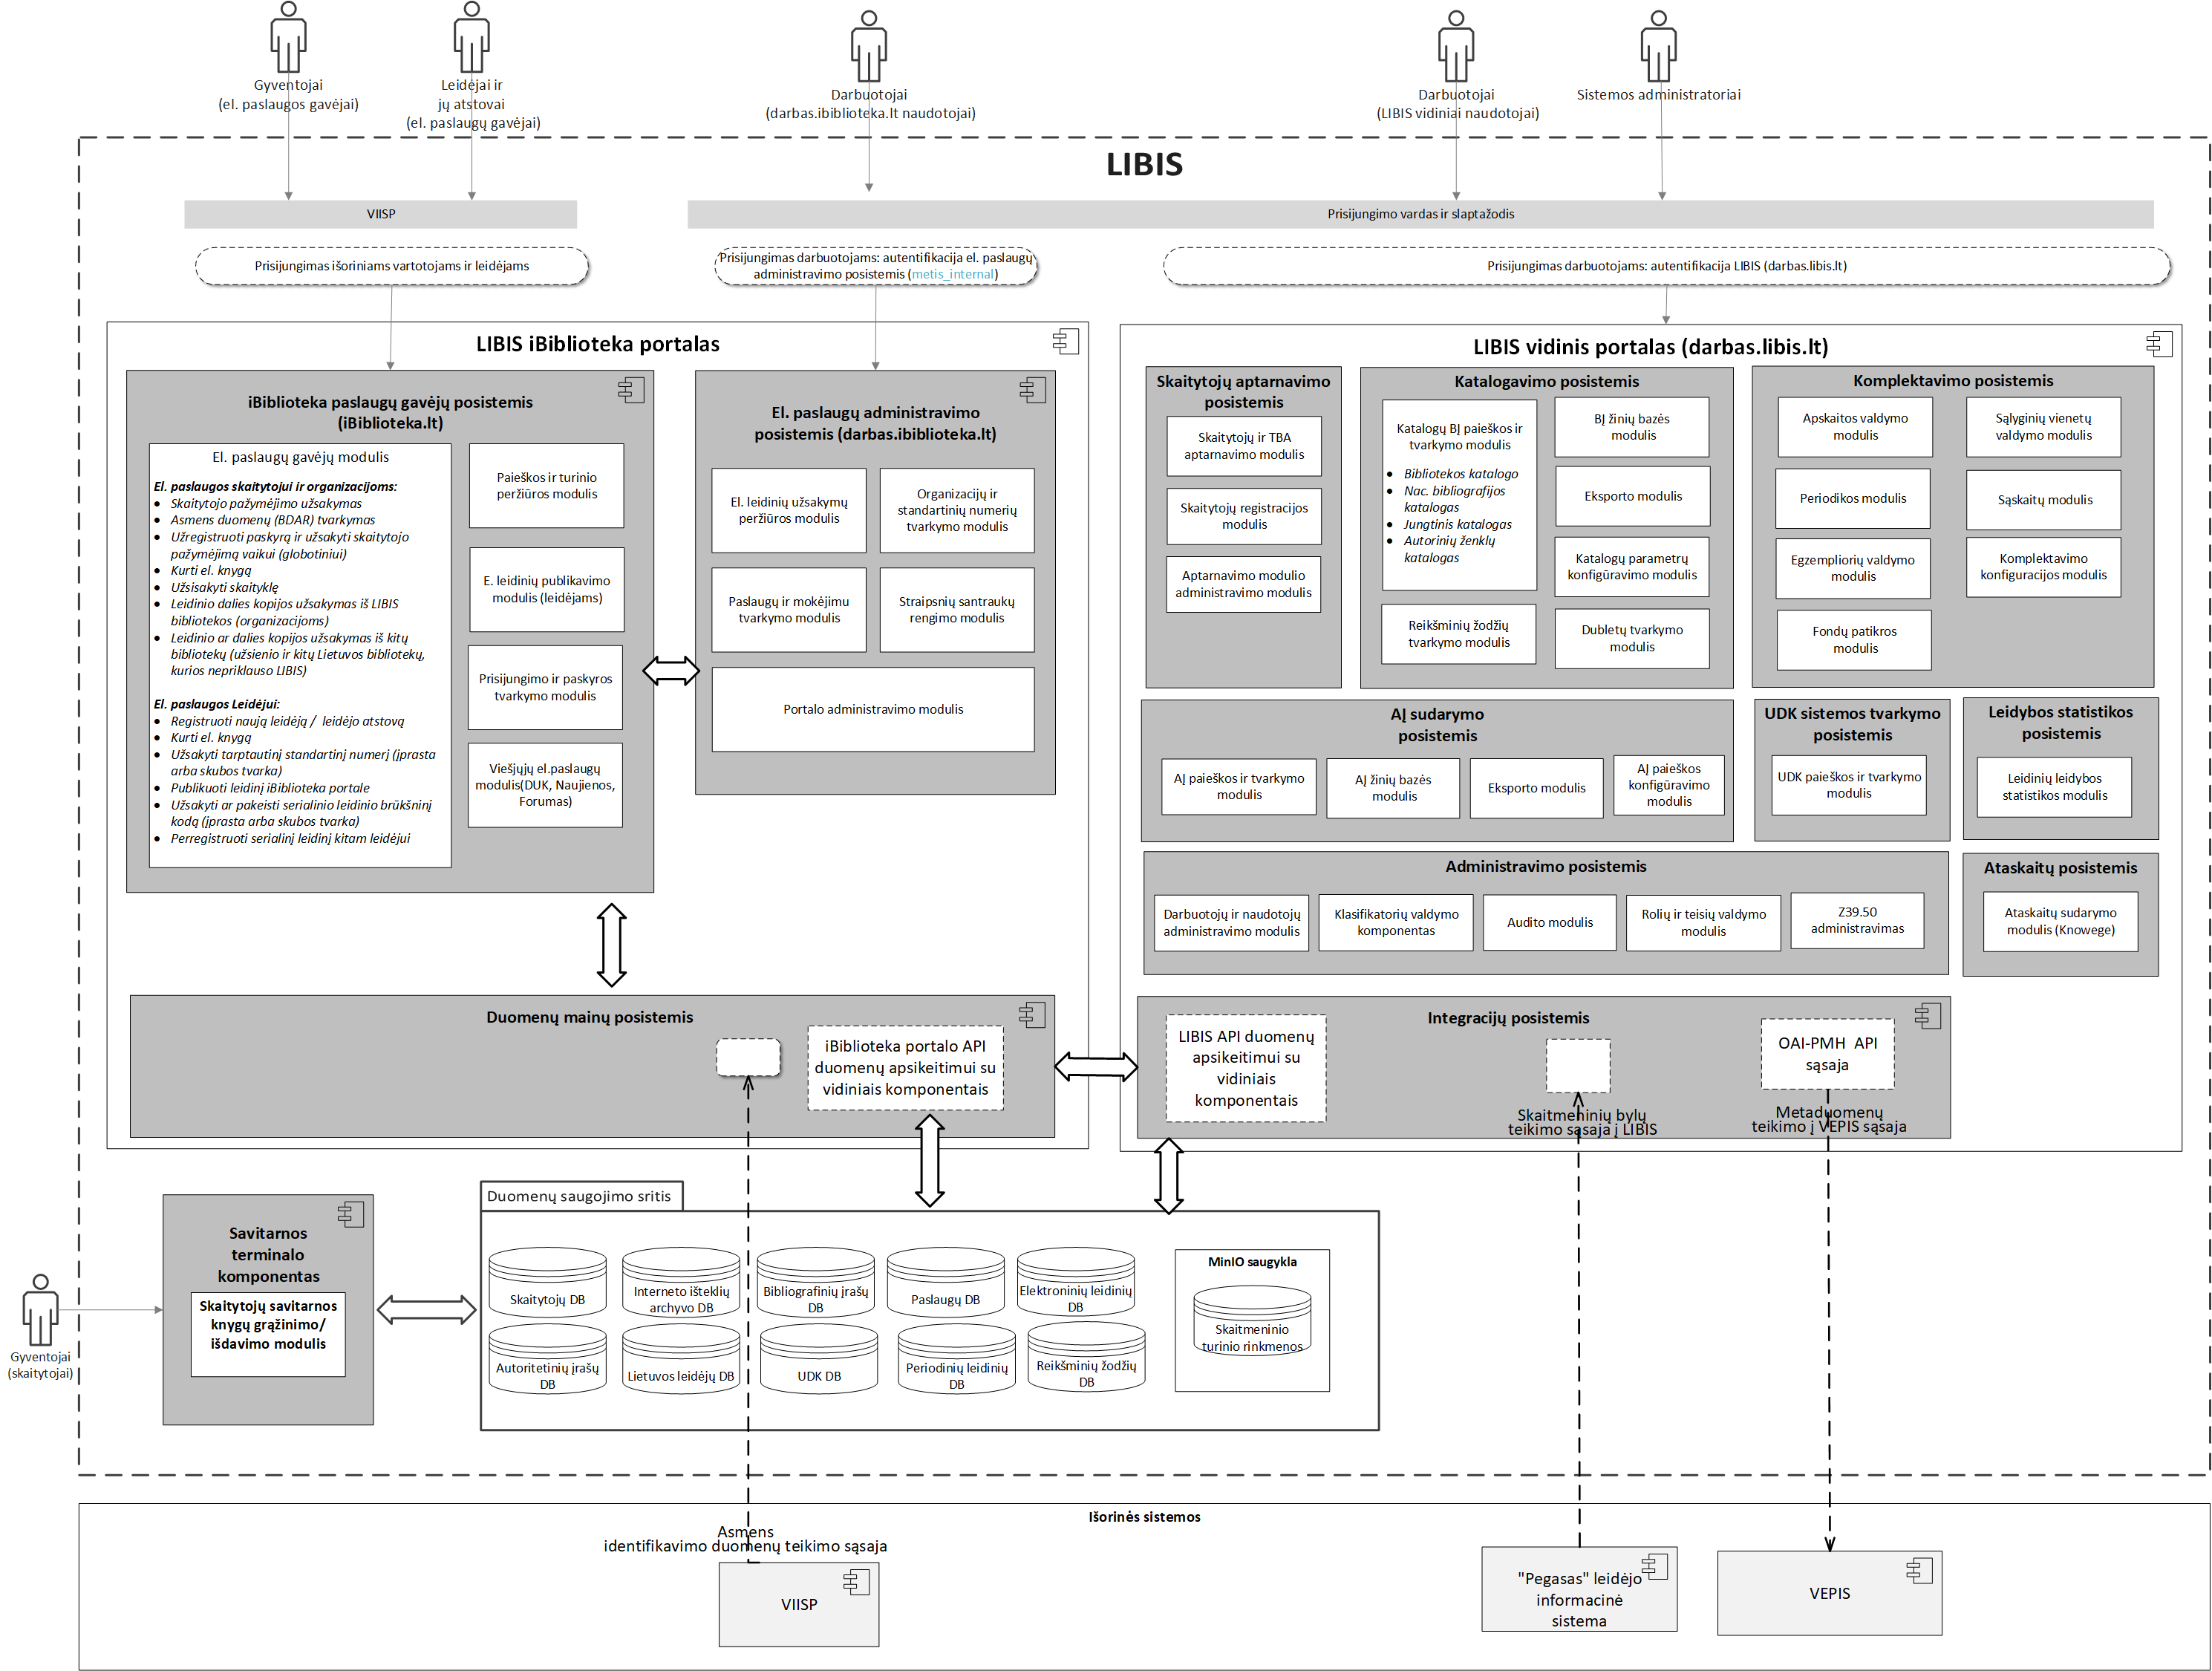 Gyventojai
(el. paslaugos gavėjai)
Leidėjai ir
jų atstovai
(el. paslaugų gavėjai)
Darbuotojai
(darbas.ibiblioteka.lt naudotojai)
Darbuotojai
(LIBIS vidiniai naudotojai)
Sistemos administratoriai
LIBIS
VIISP
Prisijungimo vardas ir slaptažodis
Prisijungimas išoriniams vartotojams ir leidėjams
Prisijungimas darbuotojams: autentifikacija el. paslaugų
administravimo posistemis (metis_internal)
Prisijungimas darbuotojams: autentifikacija LIBIS (darbas.libis.lt)
LIBIS iBiblioteka portalas
iBiblioteka paslaugų gavėjų posistemis
(iBiblioteka.lt)
El. paslaugų gavėjų modulis
El. paslaugos skaitytojui ir organizacijoms:
• Skaitytojo pažymėjimo užsakymas
• Asmens duomenų (BDAR) tvarkymas
• Užregistruoti paskyrą ir užsakyti skaitytojo
pažymėjimą vaikui (globotiniui)
• Kurti el. knygą
• Užsisakyti skaityklę
• Leidinio dalies kopijos užsakymas iš LIBIS
bibliotekos (organizacijoms)
• Leidinio ar dalies kopijos užsakymas iš kitų
bibliotekų (užsienio ir kitų Lietuvos bibliotekų,
kurios nepriklauso LIBIS)
El. paslaugos Leidėjui:
• Registruoti naują leidėją / leidėjo atstovą
• Kurti el. knygą
• Užsakyti tarptautinį standartinį numerį (įprasta
arba skubos tvarka)
• Publikuoti leidinį iBiblioteka portale
• Užsakyti ar pakeisti serialinio leidinio brūkšninį
kodą (įprasta arba skubos tvarka)
• Perregistruoti serialinį leidinį kitam leidėjui
Paieškos ir turinio
peržiūros modulis
E. leidinių publikavimo
modulis (leidėjams)
Prisijungimo ir paskyros
tvarkymo modulis
Viešjųjų el.paslaugų
modulis(DUK, Naujienos,
Forumas)
El. paslaugų administravimo
posistemis (darbas.ibiblioteka.lt)
El. leidinių užsakymų
peržiūros modulis
Organizacijų ir
standartinių numerių
tvarkymo modulis
Paslaugų ir mokėjimu
tvarkymo modulis
Straipsnių santraukų
rengimo modulis
Portalo administravimo modulis
Duomenų mainų posistemis
iBiblioteka portalo API
duomenų apsikeitimui su
vidiniais komponentais
LIBIS vidinis portalas (darbas.libis.lt)
Skaitytojų aptarnavimo
posistemis
Skaitytojų ir TBA
aptarnavimo modulis
Skaitytojų registracijos
modulis
Aptarnavimo modulio
administravimo modulis
Katalogavimo posistemis
Katalogų BĮ paieškos ir
tvarkymo modulis
• Bibliotekos katalogo
• Nac. bibliografijos
katalogas
• Jungtinis katalogas
• Autorinių ženklų
katalogas
Reikšminių žodžių
tvarkymo modulis
BĮ žinių bazės
modulis
Eksporto modulis
Katalogų parametrų
konfigūravimo modulis
Dubletų tvarkymo
modulis
Komplektavimo posistemis
Apskaitos valdymo
modulis
Sąlyginių vienetų
valdymo modulis
Periodikos modulis
Sąskaitų modulis
Egzempliorių valdymo
modulis
Komplektavimo
konfiguracijos modulis
Fondų patikros
modulis
AĮ sudarymo
posistemis
AĮ paieškos ir tvarkymo
modulis
AĮ žinių bazės
modulis
Eksporto modulis
AĮ paieškos
konfigūravimo
modulis
UDK sistemos tvarkymo
posistemis
UDK paieškos ir tvarkymo
modulis
Leidybos statistikos
posistemis
Leidinių leidybos
statistikos modulis
Administravimo posistemis
Darbuotojų ir naudotojų
administravimo modulis
Klasifikatorių valdymo
komponentas
Audito modulis
Rolių ir teisių valdymo
modulis
Z39.50
administravimas
Ataskaitų posistemis
Ataskaitų sudarymo
modulis (Knowege)
Integracijų posistemis
LIBIS API duomenų
apsikeitimui su
vidiniais
komponentais
Skaitmeninių bylų
teikimo sąsaja į LIBIS
OAI-PMH API
sąsaja
Metaduomenų
teikimo į VEPIS sąsaja
Gyventojai
(skaitytojai)
Savitarnos
terminalo
komponentas
Skaitytojų savitarnos
knygų grąžinimo/
išdavimo modulis
Duomenų saugojimo sritis
Skaitytojų DB
Interneto išteklių
archyvo DB
Bibliografinių įrašų
DB
Paslaugų DB
Elektroninių leidinių
DB
Autoritetinių įrašų
DB
Lietuvos leidėjų DB
UDK DB
Periodinių leidinių
DB
Reikšminių žodžių
DB
MinIO saugykla
Skaitmeninio
turinio rinkmenos
Išorinės sistemos
Asmens
identifikavimo duomenų teikimo sąsaja
VIISP
"Pegasas" leidėjo
informacinė
sistema
VEPIS